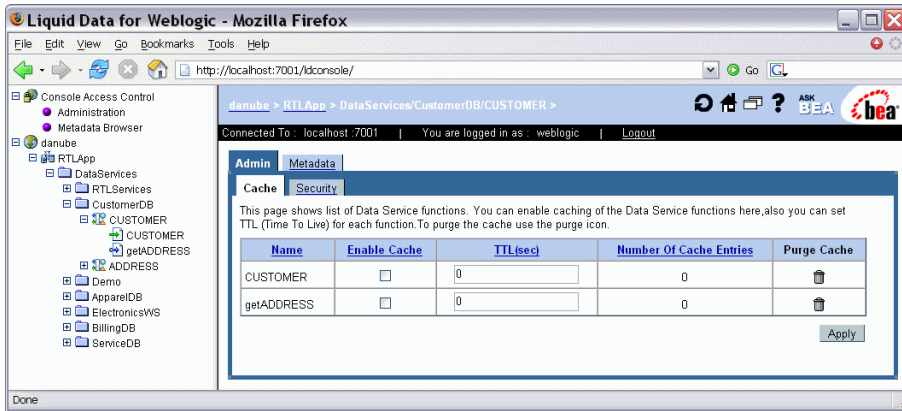 Liquid Data for Weblogic - Mozilla Firefox
File Edit View Go Bookmarks Tools Help
http://localhost:7001/ldconsole/
Go
G
Console Access Control
Administration
Metadata Browser
danube
RTLApp
DataServices
RTLServices
CustomerDB
CUSTOMER
CUSTOMER
getADDRESS
ADDRESS
Demo
ApparelDB
ElectronicsWS
BillingDB
ServiceDB
danube > RTLApp > DataServices/CustomerDB/CUSTOMER >
?
ASK BEA
bea
Connected To : localhost :7001 | You are logged in as : weblogic | Logout
Admin Metadata
Cache Security
This page shows list of Data Service functions. You can enable caching of the Data Service functions here,also you can set
TTL (Time To Live) for each function.To purge the cache use the purge icon.
Name Enable Cache TTL(sec) Number Of Cache Entries Purge Cache
CUSTOMER 0 0
getADDRESS 0 0
Apply
Done